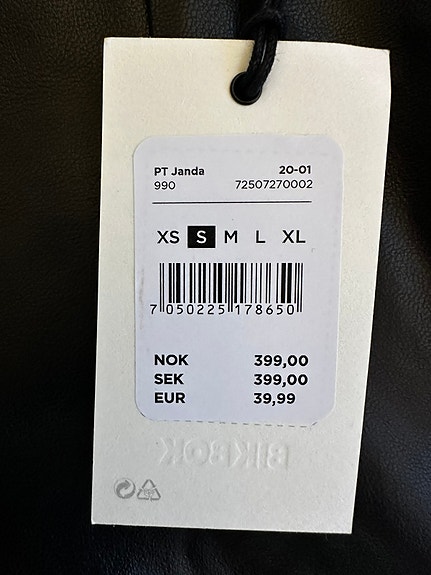 PT Janda 20-01
990 72507270002
XS S M L XL
7 050225 178650
NOK 399,00
SEK 399,00
EUR 39,99
BIKBOK